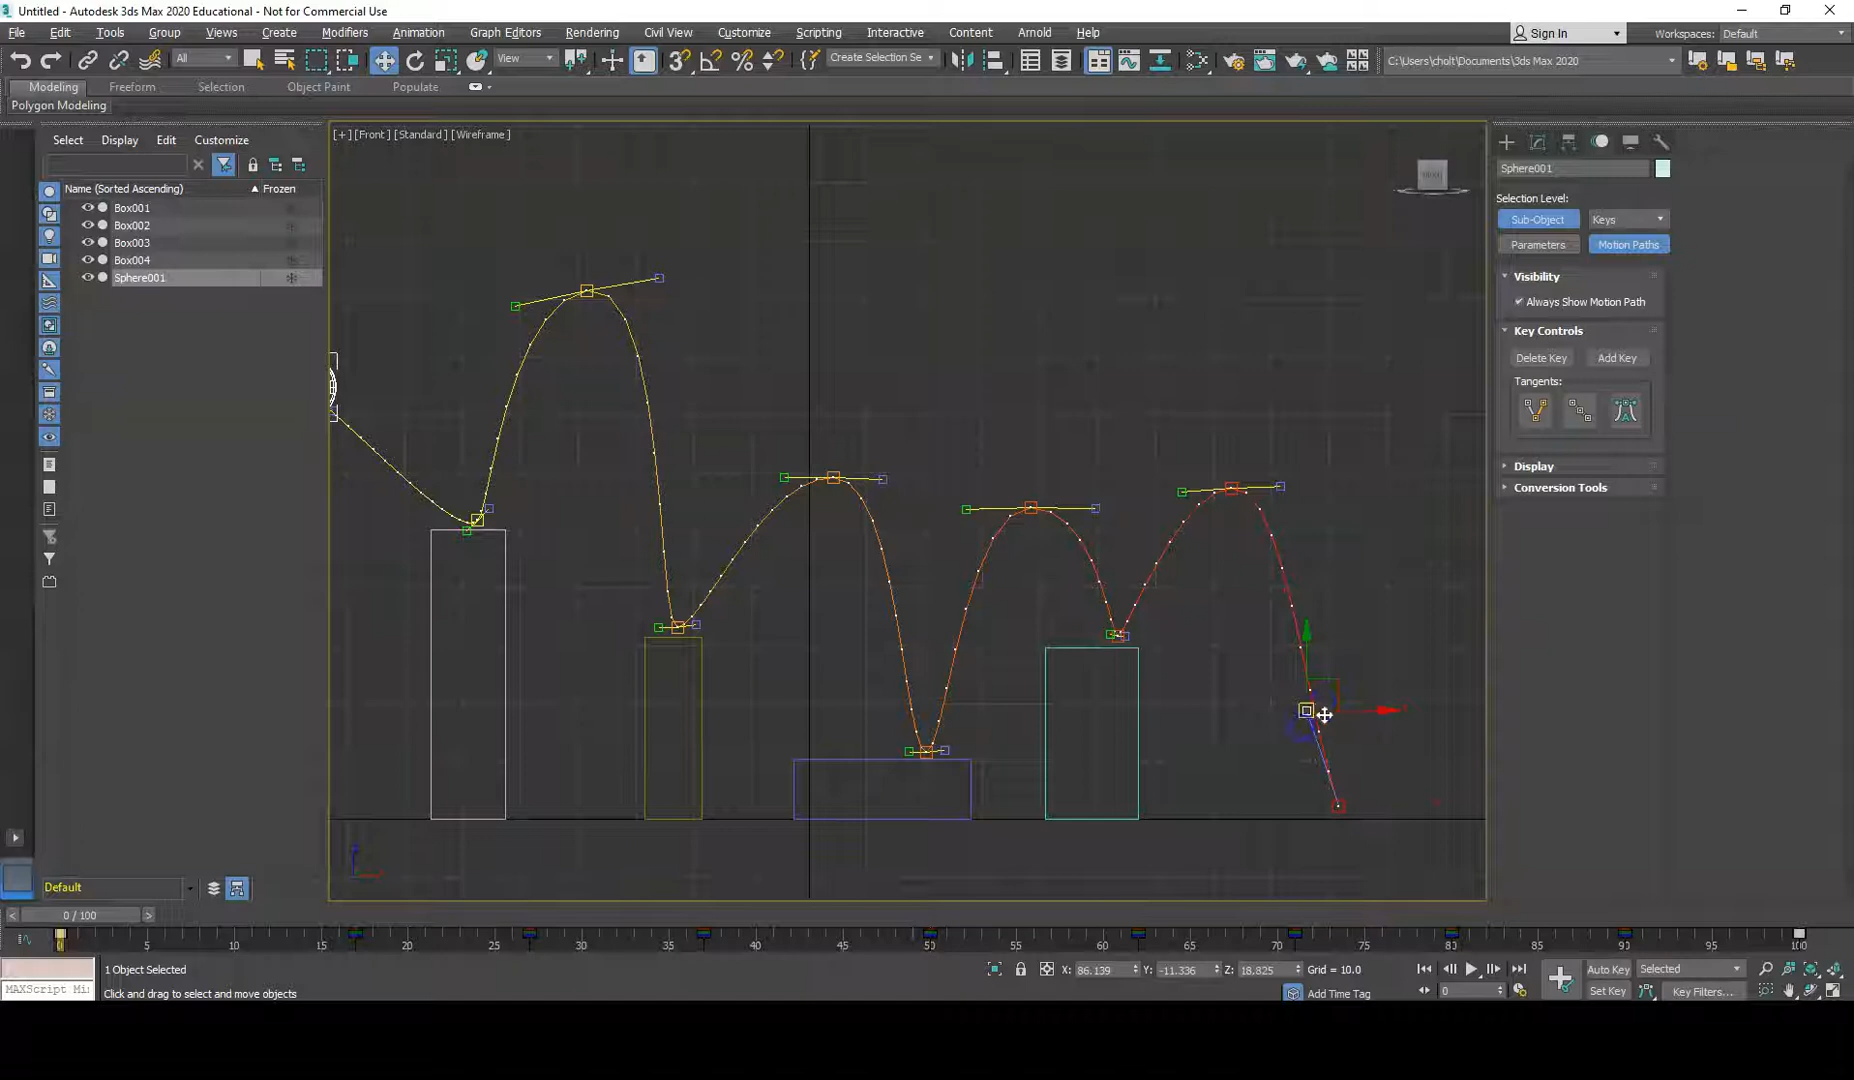 Untitled - Autodesk 3ds Max 2020 Educational - Not for Commercial Use
File Edit Tools Group Views Create Modifiers Animation Graph Editors Rendering Civil View Customize Scripting Interactive Content Arnold Help Sign In Workspaces: Default
All View Create Selection Se C:\Users\cholt\Documents\3ds Max 2020
Modeling Freeform Selection Object Paint Populate
Polygon Modeling
Select Display Edit Customize
[+] [Front] [Standard] [Wireframe]
Name (Sorted Ascending) Frozen
Box001
Box002
Box003
Box004
Sphere001
Sphere001
Selection Level:
Sub-Object Keys
Parameters Motion Paths
Visibility
Always Show Motion Path
Key Controls
Delete Key Add Key
Tangents:
Display
Conversion Tools
Default
< 0 / 100 >
0 5 10 15 20 25 30 35 40 45 50 55 60 65 70 75 80 85 90 95 100
1 Object Selected X: 86.139 Y: -11.336 Z: 18.825 Grid = 10.0 Auto Key Selected
MAXScript Mi Click and drag to select and move objects Add Time Tag 0 Set Key Key Filters...